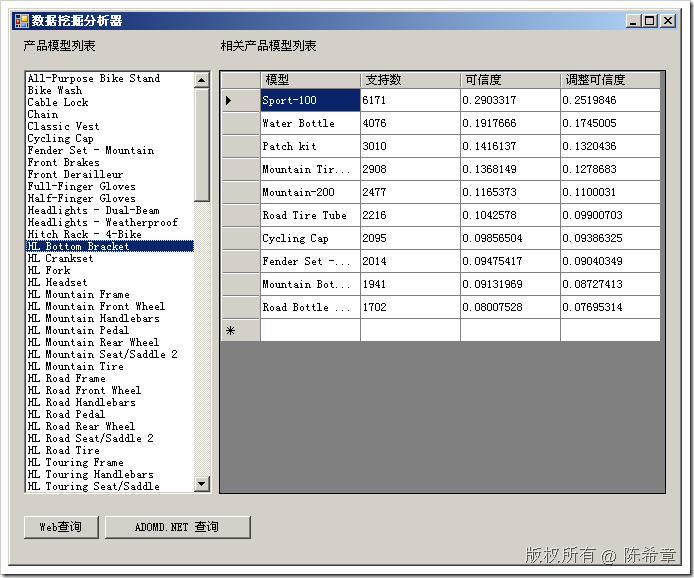 数据挖掘分析器
产品模型列表
相关产品模型列表
All-Purpose Bike Stand
Bike Wash
Cable Lock
Chain
Classic Vest
Cycling Cap
Fender Set - Mountain
Front Brakes
Front Derailleur
Full-Finger Gloves
Half-Finger Gloves
Headlights - Dual-Beam
Headlights - Weatherproof
Hitch Rack - 4-Bike
HL Bottom Bracket
HL Crankset
HL Fork
HL Headset
HL Mountain Frame
HL Mountain Front Wheel
HL Mountain Handlebars
HL Mountain Pedal
HL Mountain Rear Wheel
HL Mountain Seat/Saddle 2
HL Mountain Tire
HL Road Frame
HL Road Front Wheel
HL Road Handlebars
HL Road Pedal
HL Road Rear Wheel
HL Road Seat/Saddle 2
HL Road Tire
HL Touring Frame
HL Touring Handlebars
HL Touring Seat/Saddle
模型 支持数 可信度 调整可信度
Sport-100 6171 0.2903317 0.2519846
Water Bottle 4076 0.1917666 0.1745005
Patch kit 3010 0.1416137 0.1320436
Mountain Tir... 2908 0.1368149 0.1278683
Mountain-200 2477 0.1165373 0.1100031
Road Tire Tube 2216 0.1042578 0.09900703
Cycling Cap 2095 0.09856504 0.09386325
Fender Set -... 2014 0.09475417 0.09040349
Mountain Bot... 1941 0.09131969 0.08727413
Road Bottle ... 1702 0.08007528 0.07695314
Web查询
ADOMD.NET 查询
版权所有 @ 陈希章